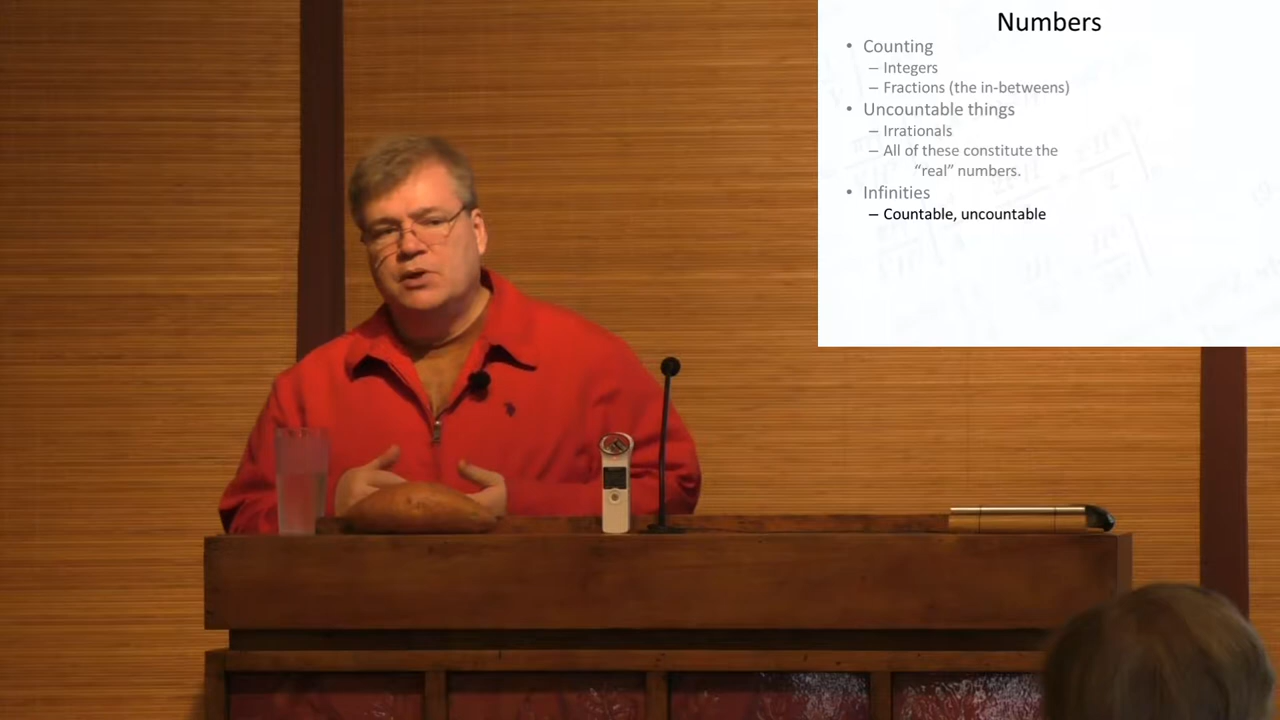 Numbers
• Counting
– Integers
– Fractions (the in-betweens)
• Uncountable things
– Irrationals
– All of these constitute the
“real” numbers.
• Infinities
– Countable, uncountable